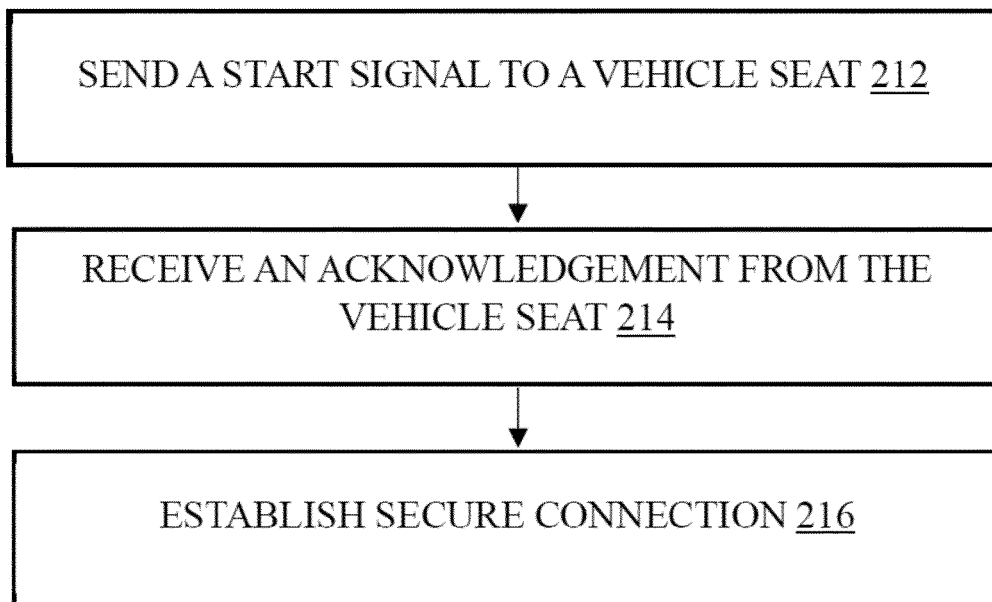 SEND A START SIGNAL TO A VEHICLE SEAT 212
RECEIVE AN ACKNOWLEDGEMENT FROM THE
VEHICLE SEAT 214
ESTABLISH SECURE CONNECTION 216